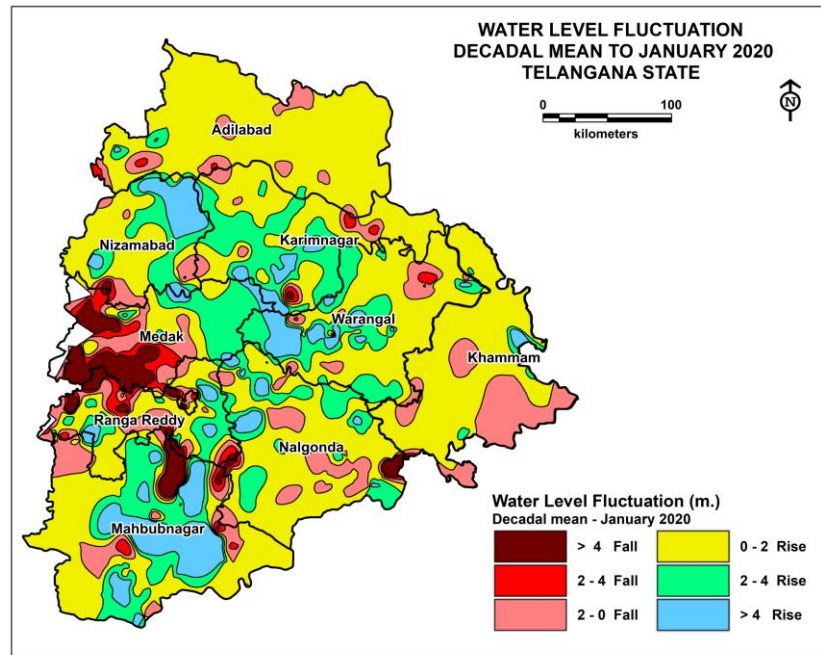 WATER LEVEL FLUCTUATION
DECADAL MEAN TO JANUARY 2020
TELANGANA STATE
0 100
kilometers
N
Adilabad
Nizamabad
Karimnagar
Medak
Warangal
Khammam
Ranga Reddy
Nalgonda
Mahbubnagar
Water Level Fluctuation (m.)
Decadal mean - January 2020
> 4 Fall 0 - 2 Rise
2 - 4 Fall 2 - 4 Rise
2 - 0 Fall > 4 Rise